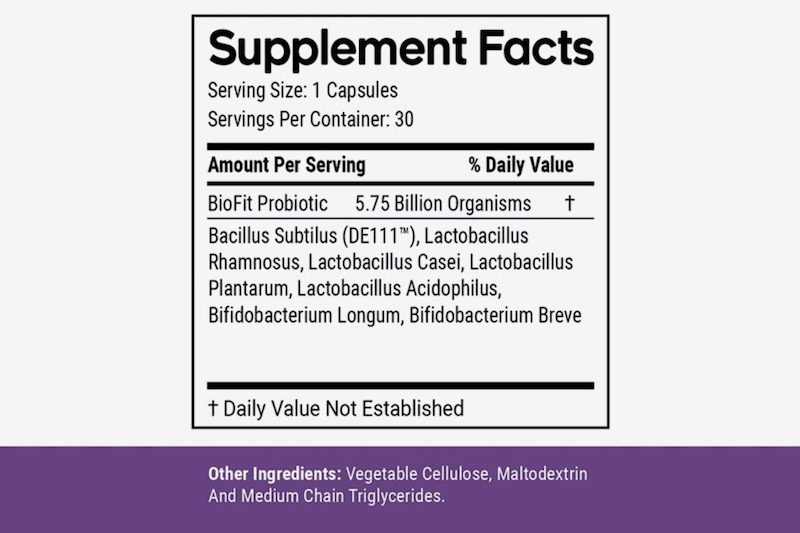 Supplement Facts
Serving Size: 1 Capsules
Servings Per Container: 30
Amount Per Serving % Daily Value
BioFit Probiotic 5.75 Billion Organisms †
Bacillus Subtilus (DE111™), Lactobacillus
Rhamnosus, Lactobacillus Casei, Lactobacillus
Plantarum, Lactobacillus Acidophilus,
Bifidobacterium Longum, Bifidobacterium Breve
† Daily Value Not Established
Other Ingredients: Vegetable Cellulose, Maltodextrin
And Medium Chain Triglycerides.